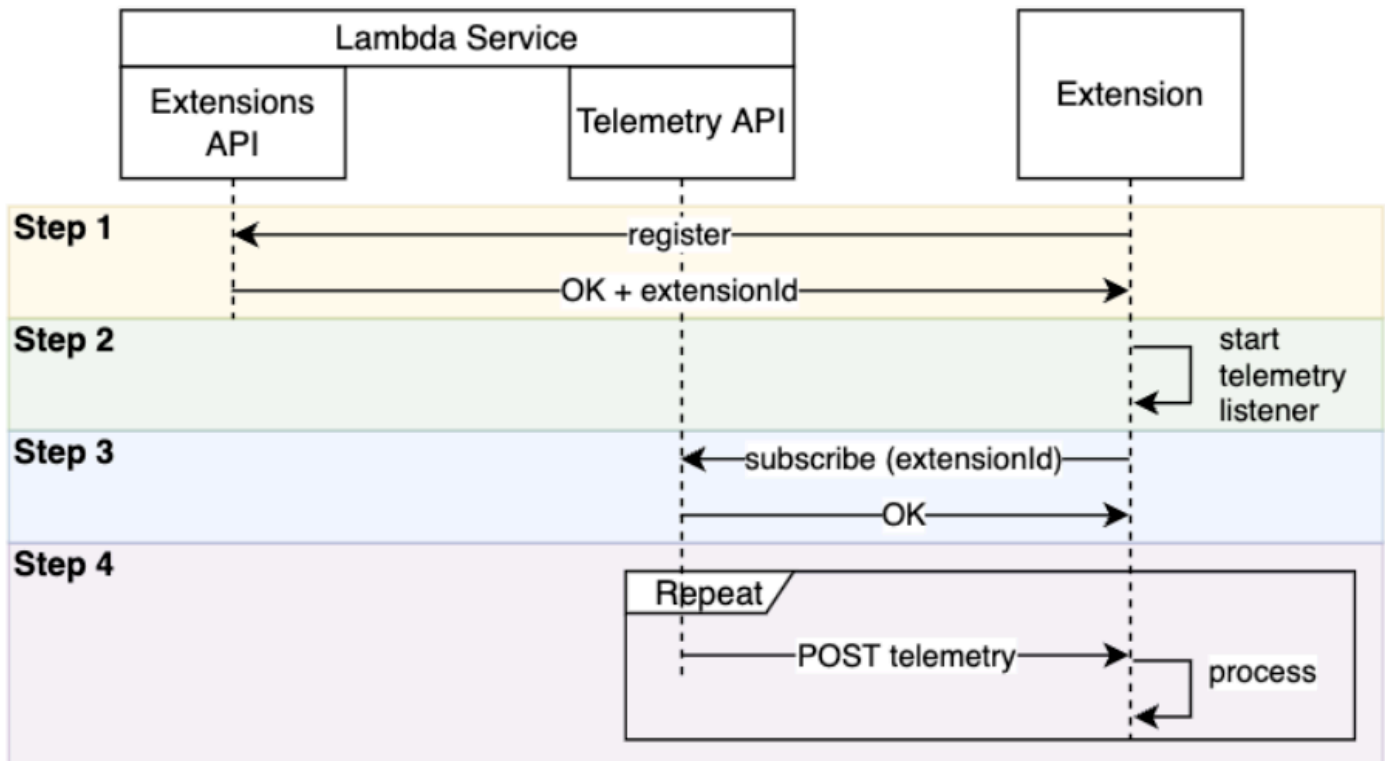 Lambda Service
Extensions
API
Telemetry API
Extension
Step 1
register
OK + extensionId
Step 2
start
telemetry
listener
Step 3
subscribe (extensionId)
OK
Step 4
Repeat
POST telemetry
process